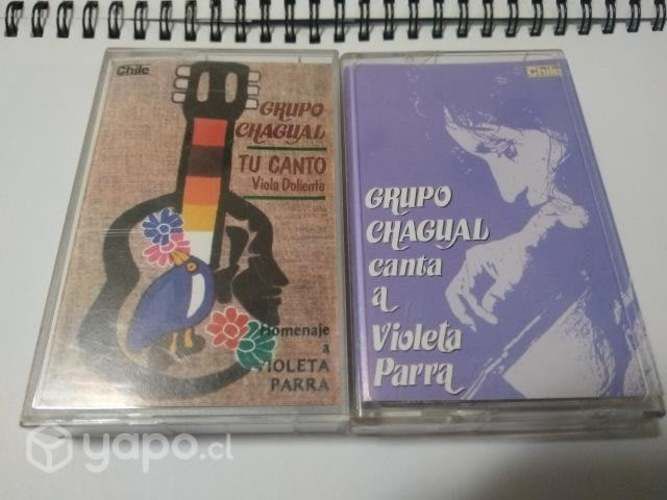 Chile
GRUPO
CHAGUAL
TU CANTO
Viola Doliente
Homenaje
a
VIOLETA
PARRA
Chile
GRUPO
CHAGUAL
canta
a
Violeta
Parra
yapo.cl